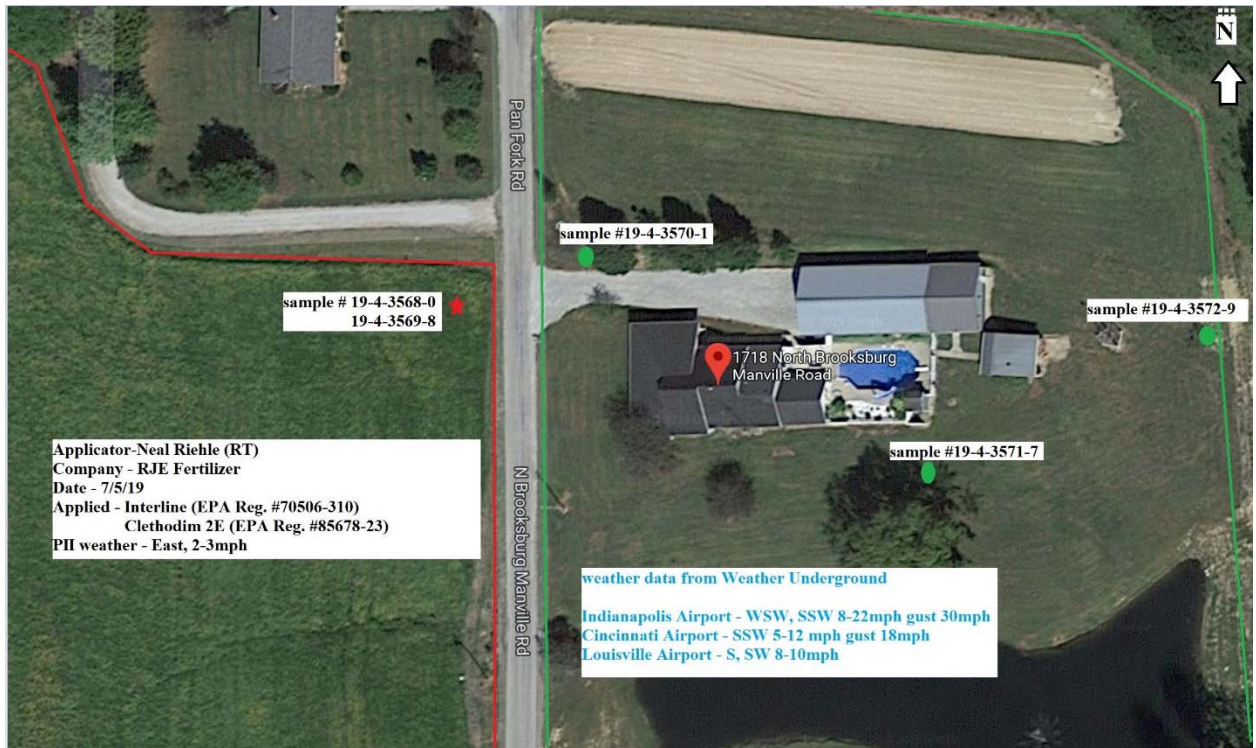 N
Pan Fork Rd
sample #19-4-3570-1
sample # 19-4-3568-0
19-4-3569-8
sample #19-4-3572-9
1718 North Brooksburg
Manville Road
sample #19-4-3571-7
Applicator-Neal Riehle (RT)
Company - RJE Fertilizer
Date - 7/5/19
Applied - Interline (EPA Reg. #70506-310)
Clethodim 2E (EPA Reg. #85678-23)
PII weather - East, 2-3mph
N Brooksburg Manville Rd
weather data from Weather Underground
Indianapolis Airport - WSW, SSW 8-22mph gust 30mph
Cincinnati Airport - SSW 5-12 mph gust 18mph
Louisville Airport - S, SW 8-10mph